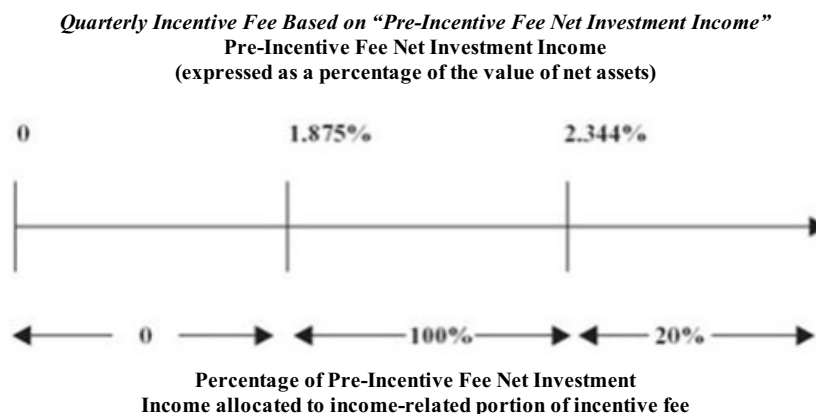 Quarterly Incentive Fee Based on “Pre-Incentive Fee Net Investment Income”
Pre-Incentive Fee Net Investment Income
(expressed as a percentage of the value of net assets)
0 1.875% 2.344%
0 100% 20%
Percentage of Pre-Incentive Fee Net Investment
Income allocated to income-related portion of incentive fee